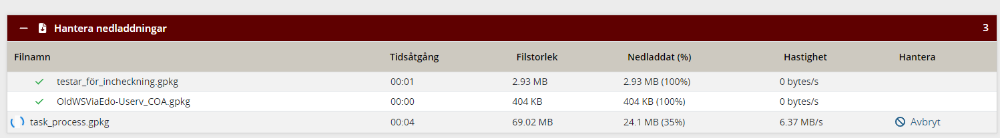 Hantera nedladdningar 3
Filnamn Tidsåtgång Filstorlek Nedladdat (%) Hastighet Hantera
testar_för_incheckning.gpkg 00:01 2.93 MB 2.93 MB (100%) 0 bytes/s
OldWSViaEdo-Userv_COA.gpkg 00:00 404 KB 404 KB (100%) 0 bytes/s
task_process.gpkg 00:04 69.02 MB 24.1 MB (35%) 6.37 MB/s Avbryt